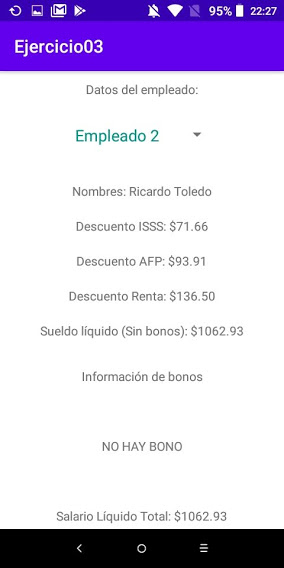 95% 22:27
Ejercicio03
Datos del empleado:
Empleado 2
Nombres: Ricardo Toledo
Descuento ISSS: $71.66
Descuento AFP: $93.91
Descuento Renta: $136.50
Sueldo líquido (Sin bonos): $1062.93
Información de bonos
NO HAY BONO
Salario Líquido Total: $1062.93